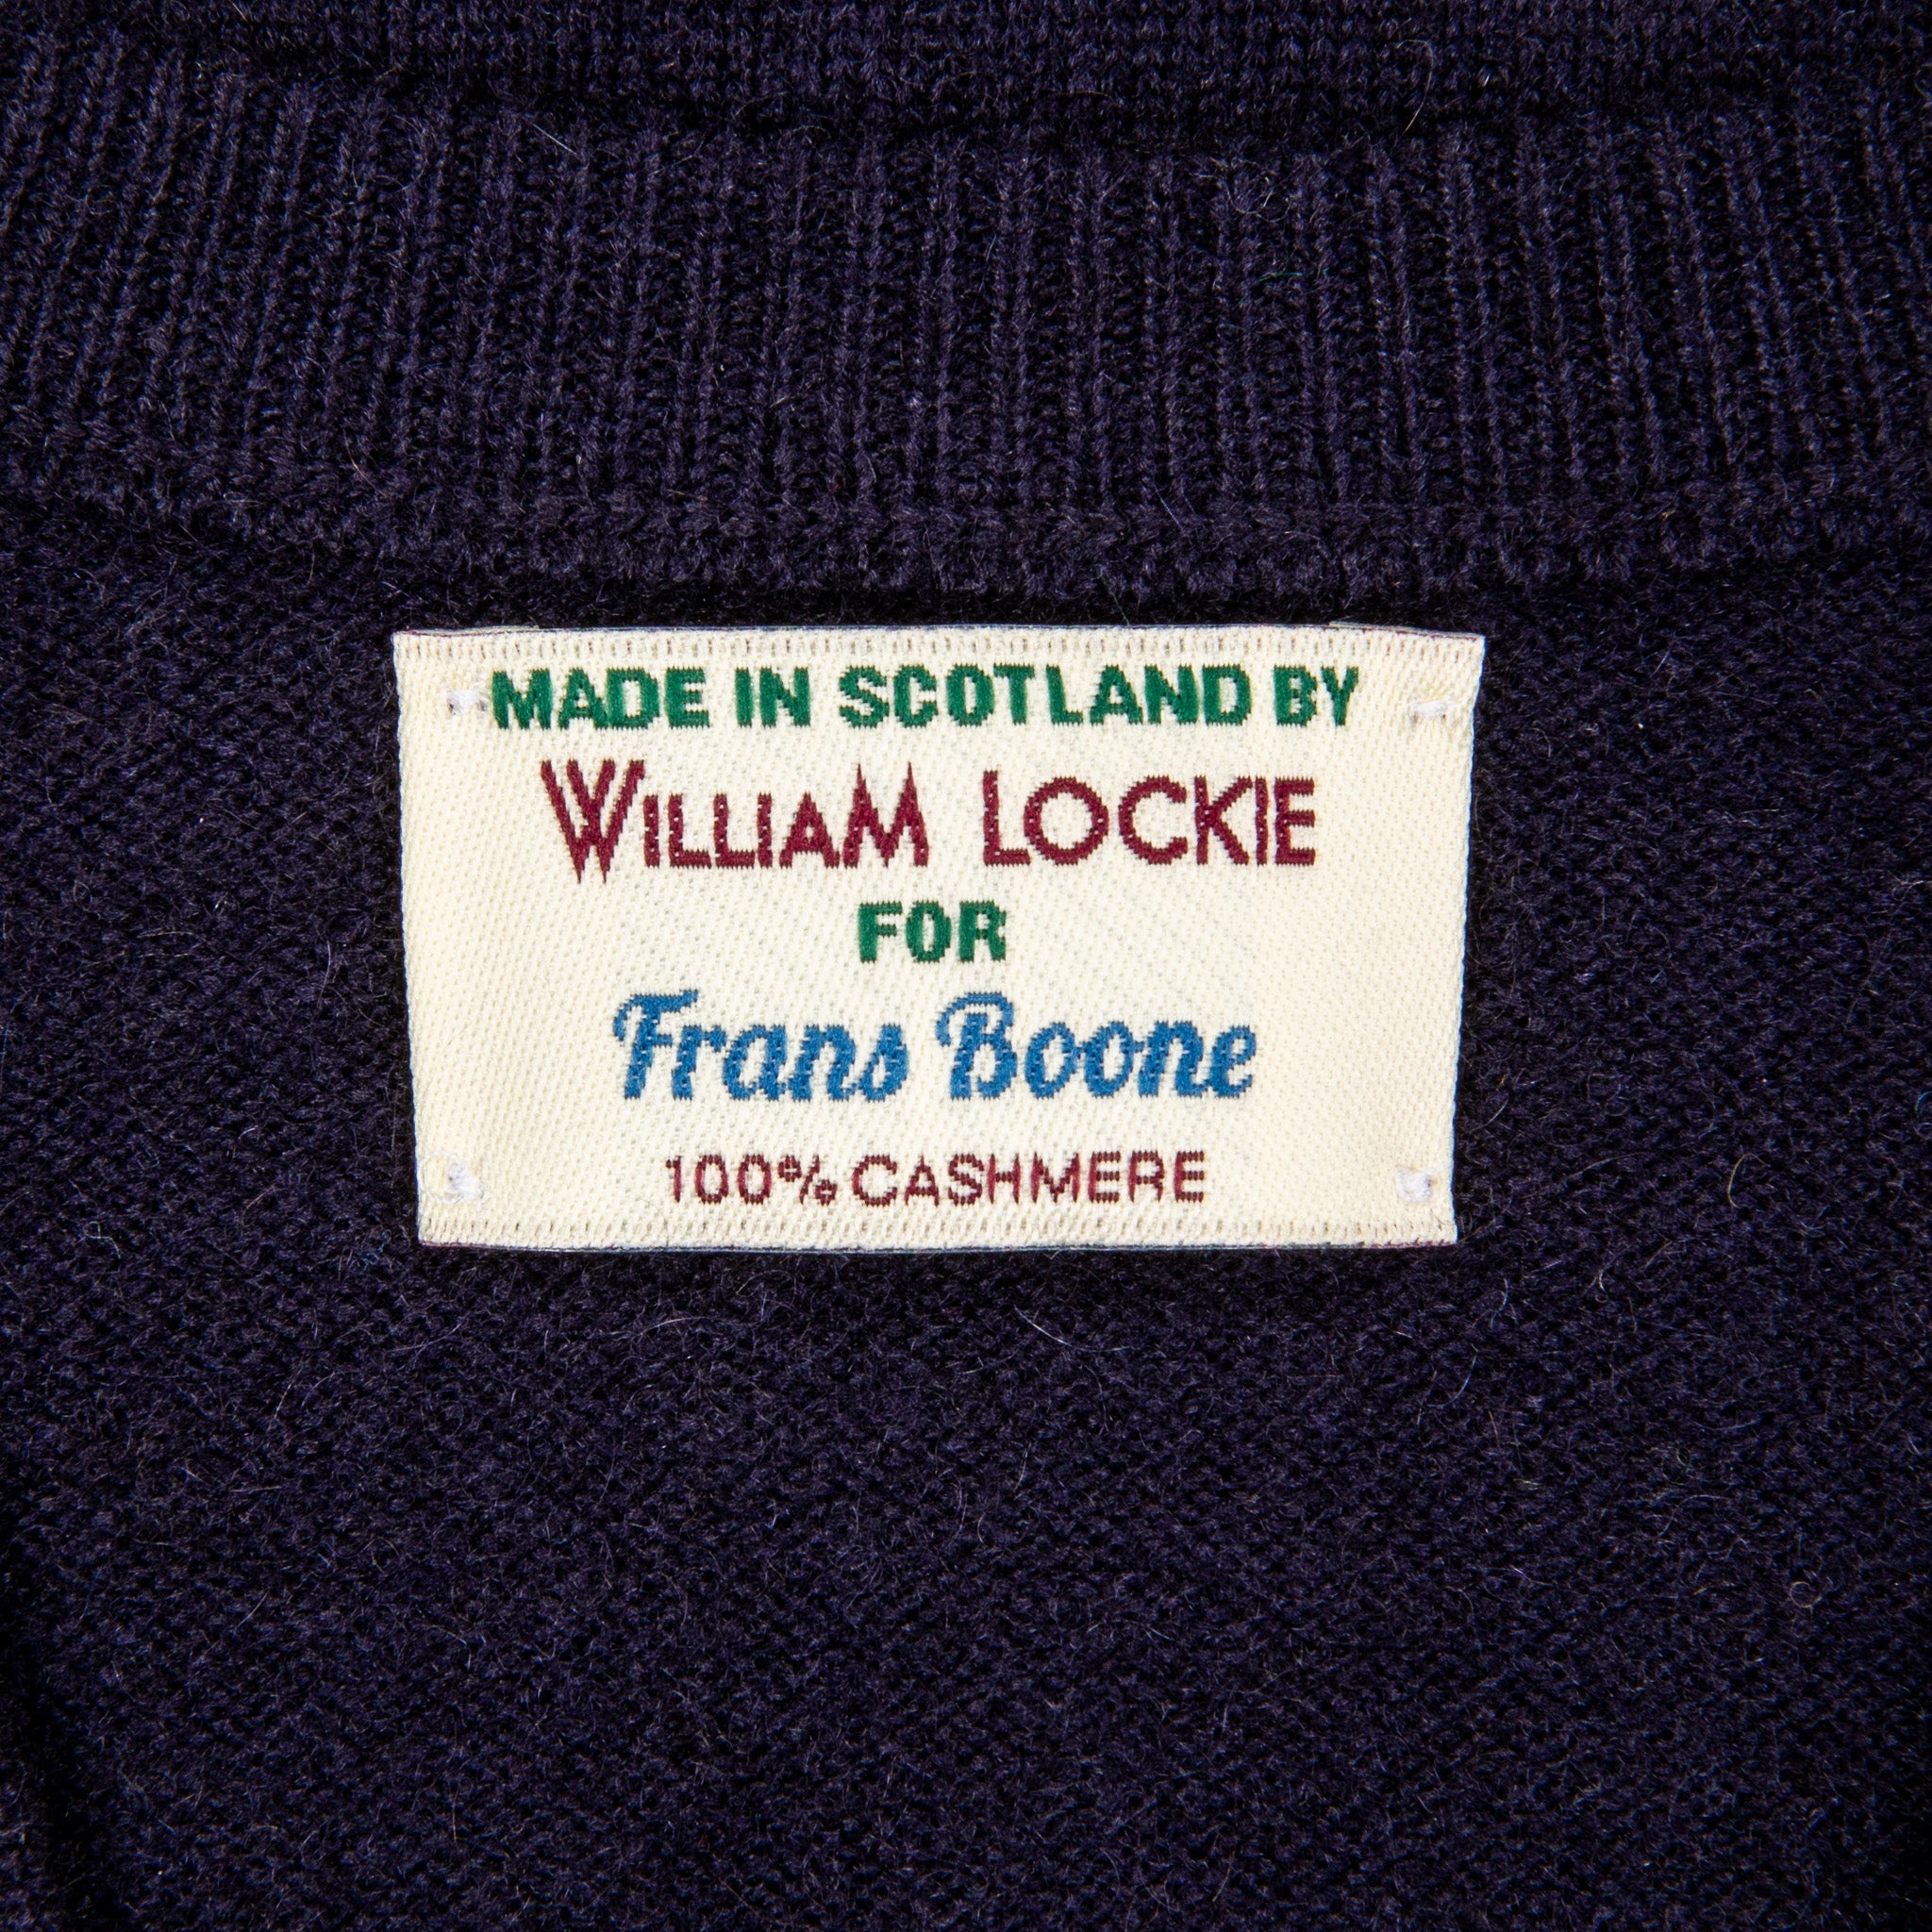 MADE IN SCOTLAND BY
WILLIAM LOCKIE
FOR
Frans Boone
100% CASHMERE